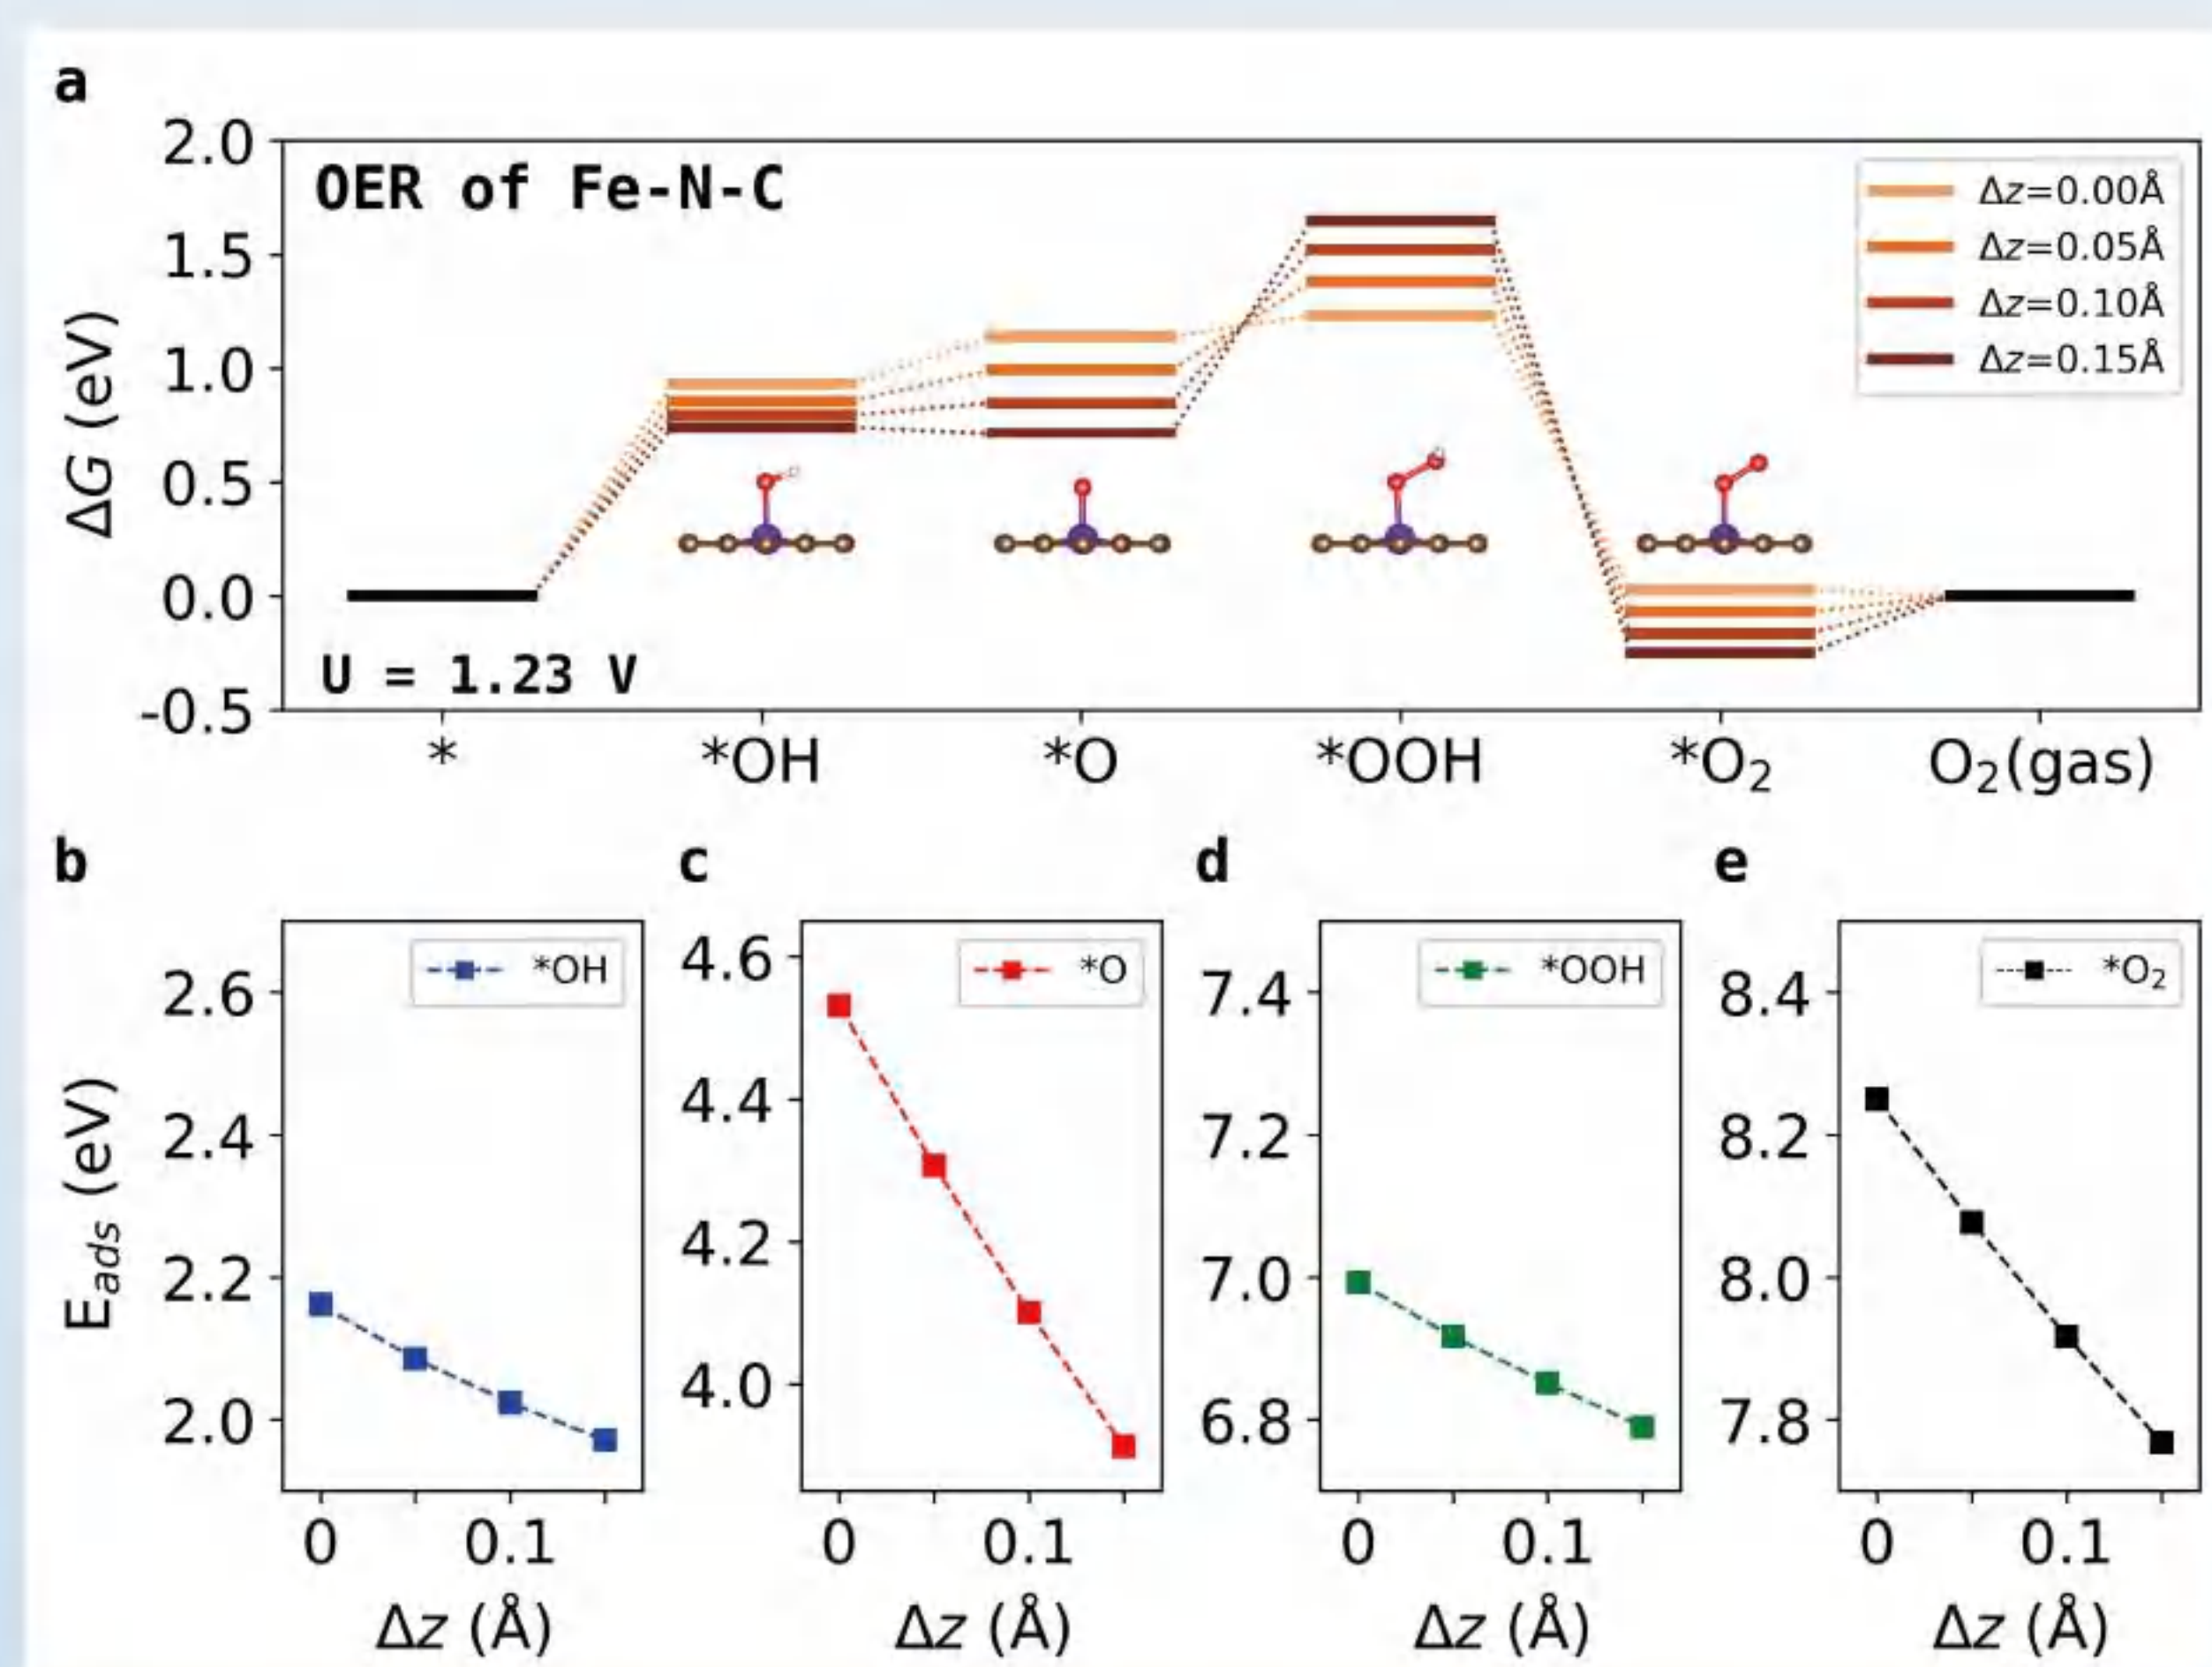 a
2.0
1.5
1.0
0.5
0.0
-0.5
ΔG (eV)
OER of Fe-N-C
U = 1.23 V
Δz=0.00Å
Δz=0.05Å
Δz=0.10Å
Δz=0.15Å
* *OH *O *OOH *O₂ O₂(gas)
b
E_ads (eV)
2.6
2.4
2.2
2.0
*OH
0 0.1
Δz (Å)
c
4.6
4.4
4.2
4.0
*O
0 0.1
Δz (Å)
d
7.4
7.2
7.0
6.8
*OOH
0 0.1
Δz (Å)
e
8.4
8.2
8.0
7.8
*O₂
0 0.1
Δz (Å)